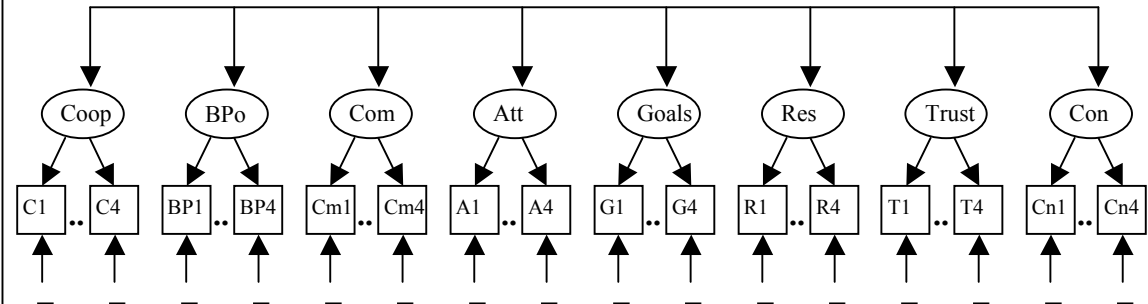 Coop BPo Com Att Goals Res Trust Con
C1 .. C4 BP1 .. BP4 Cm1 .. Cm4 A1 .. A4 G1 .. G4 R1 .. R4 T1 .. T4 Cn1 .. Cn4